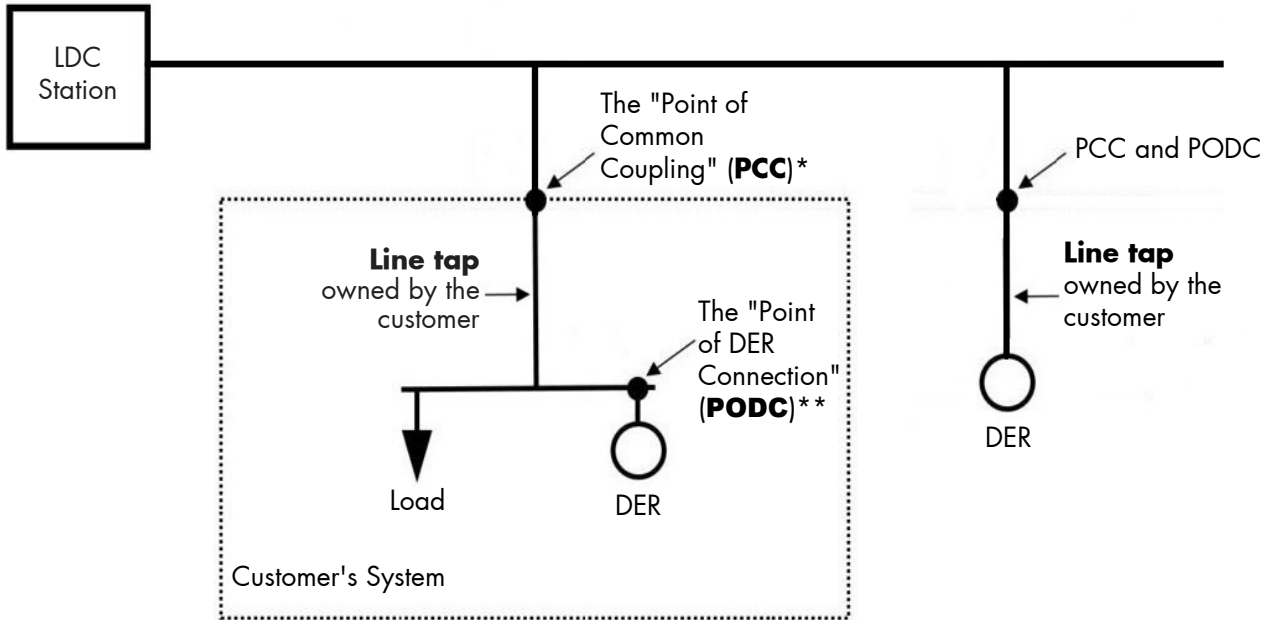 LDC
Station
The "Point of
Common
Coupling" (PCC)*
PCC and PODC
Line tap
owned by the
customer
The "Point
of DER
Connection"
(PODC)**
Line tap
owned by the
customer
Load
DER
DER
Customer's System